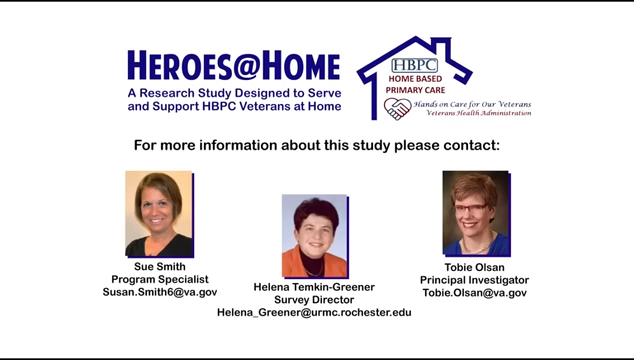 HEROES@HOME
A Research Study Designed to Serve
and Support HBPC Veterans at Home
HBPC
HOME BASED
PRIMARY CARE
Hands on Care for Our Veterans
Veterans Health Administration
For more information about this study please contact:
Sue Smith
Program Specialist
Susan.Smith6@va.gov
Helena Temkin-Greener
Survey Director
Helena_Greener@urmc.rochester.edu
Tobie Olsan
Principal Investigator
Tobie.Olsan@va.gov